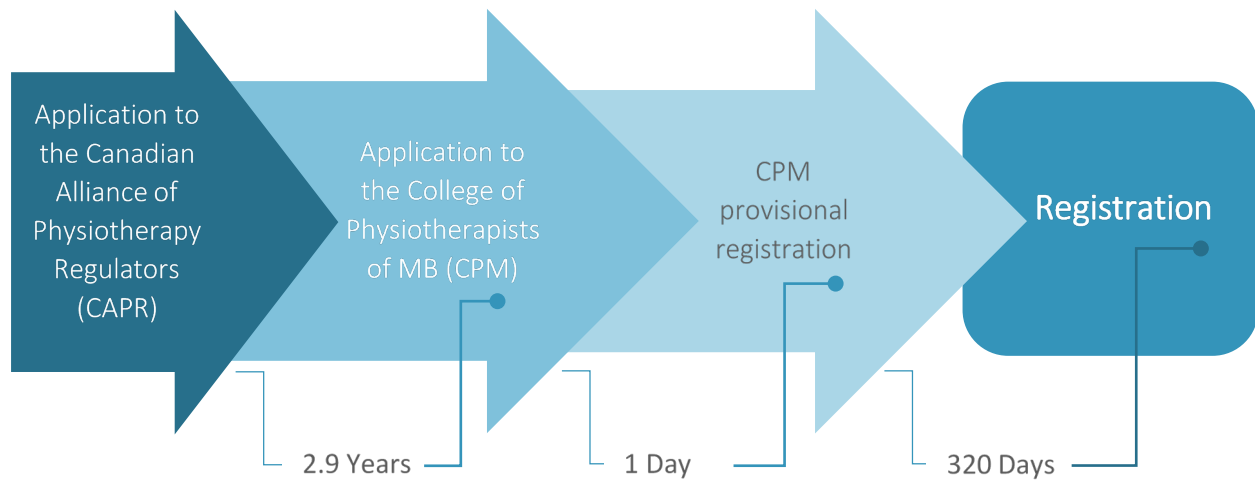 Application to
the Canadian
Alliance of
Physiotherapy
Regulators
(CAPR)
Application to
the College of
Physiotherapists
of MB (CPM)
CPM
provisional
registration
Registration
2.9 Years
1 Day
320 Days